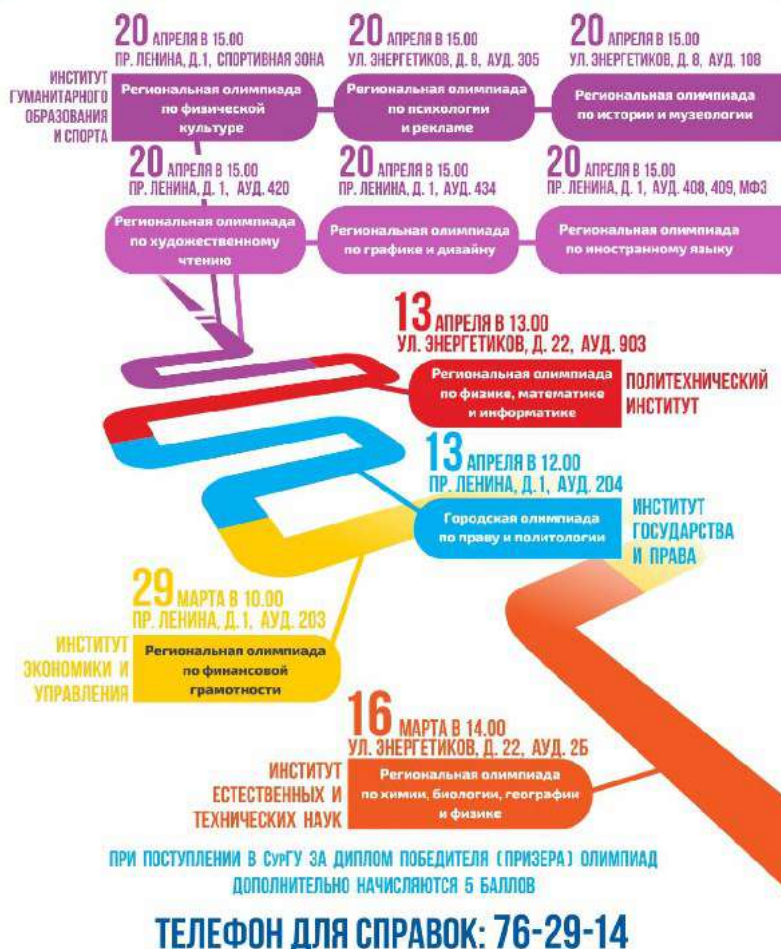 20 АПРЕЛЯ В 15.00
ПР. ЛЕНИНА, Д.1, СПОРТИВНАЯ ЗОНА
ИНСТИТУТ
ГУМАНИТАРНОГО
ОБРАЗОВАНИЯ
И СПОРТА
Региональная олимпиада
по физической
культуре
20 АПРЕЛЯ В 15.00
УЛ. ЭНЕРГЕТИКОВ, Д. 8, АУД. 305
Региональная олимпиада
по психологии
и рекламе
20 АПРЕЛЯ В 15.00
УЛ. ЭНЕРГЕТИКОВ, Д. 8, АУД. 108
Региональная олимпиада
по истории и музеологии
20 АПРЕЛЯ В 15.00
ПР. ЛЕНИНА, Д. 1, АУД. 420
Региональная олимпиада
по художественному
чтению
20 АПРЕЛЯ В 15.00
ПР. ЛЕНИНА, Д. 1, АУД. 434
Региональная олимпиада
по графике и дизайну
20 АПРЕЛЯ В 15.00
ПР. ЛЕНИНА, Д. 1, АУД. 408, 409, МФЗ
Региональная олимпиада
по иностранному языку
13 АПРЕЛЯ В 13.00
УЛ. ЭНЕРГЕТИКОВ, Д. 22, АУД. 903
Региональная олимпиада
по физике, математике
и информатике
ПОЛИТЕХНИЧЕСКИЙ
ИНСТИТУТ
13 АПРЕЛЯ В 12.00
ПР. ЛЕНИНА, Д.1, АУД. 204
Городская олимпиада
по праву и политологии
ИНСТИТУТ
ГОСУДАРСТВА
И ПРАВА
29 МАРТА В 10.00
ПР. ЛЕНИНА, Д.1, АУД. 203
ИНСТИТУТ
ЭКОНОМИКИ И
УПРАВЛЕНИЯ
Региональная олимпиада
по финансовой
грамотности
16 МАРТА В 14.00
УЛ. ЭНЕРГЕТИКОВ, Д. 22, АУД. 2Б
ИНСТИТУТ
ЕСТЕСТВЕННЫХ И
ТЕХНИЧЕСКИХ НАУК
Региональная олимпиада
по химии, биологии, географии
и физике
ПРИ ПОСТУПЛЕНИИ В СурГУ ЗА ДИПЛОМ ПОБЕДИТЕЛЯ (ПРИЗЕРА) ОЛИМПИАД
ДОПОЛНИТЕЛЬНО НАЧИСЛЯЮТСЯ 5 БАЛЛОВ
ТЕЛЕФОН ДЛЯ СПРАВОК: 76-29-14